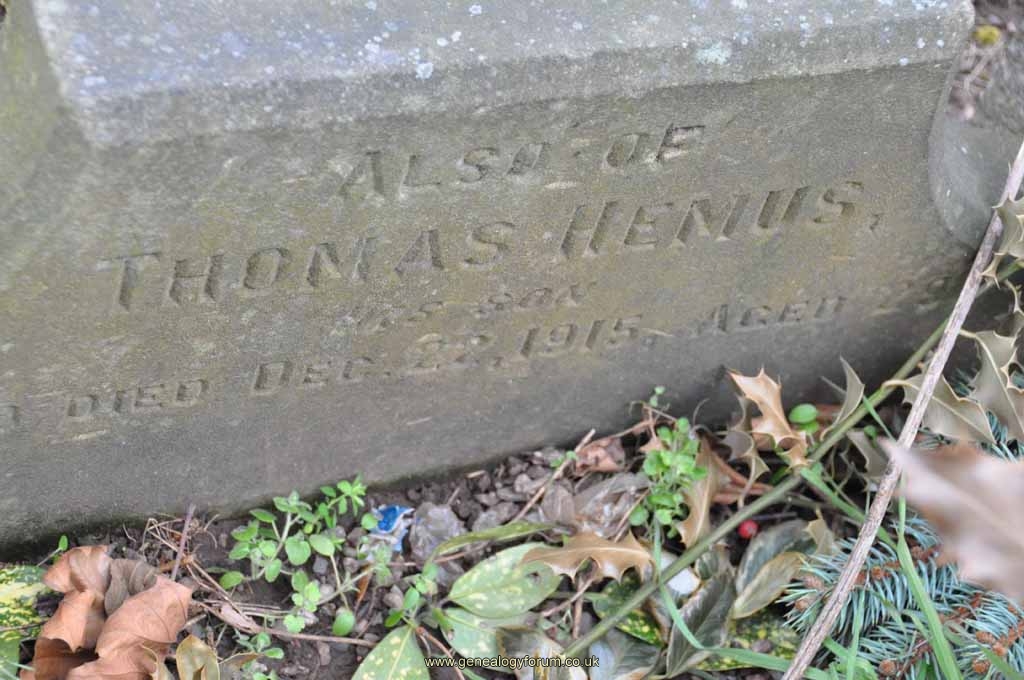 ALSO OF
THOMAS HEMUS,
HIS SON
DIED DEC. 22, 1915. AGED
www.genealogyforum.co.uk